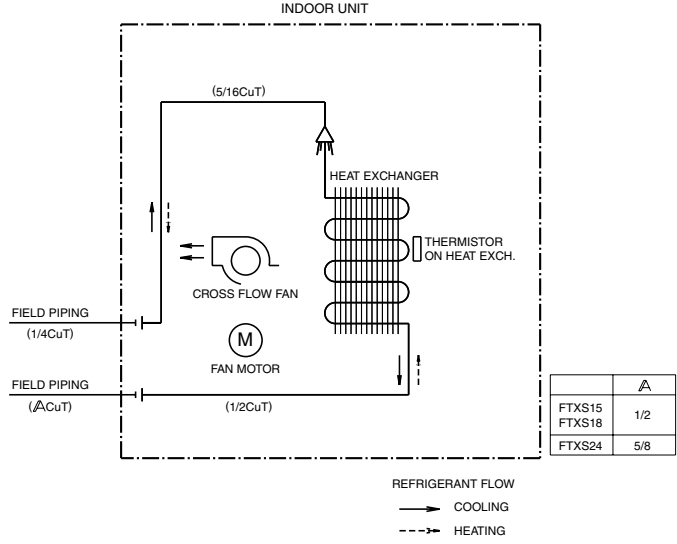 INDOOR UNIT
(5/16CuT)
HEAT EXCHANGER
THERMISTOR
ON HEAT EXCH.
CROSS FLOW FAN
FIELD PIPING
(1/4CuT)
M
FAN MOTOR
FIELD PIPING
(ACuT)
(1/2CuT)
A
FTXS15
FTXS18
1/2
FTXS24
5/8
REFRIGERANT FLOW
COOLING
HEATING